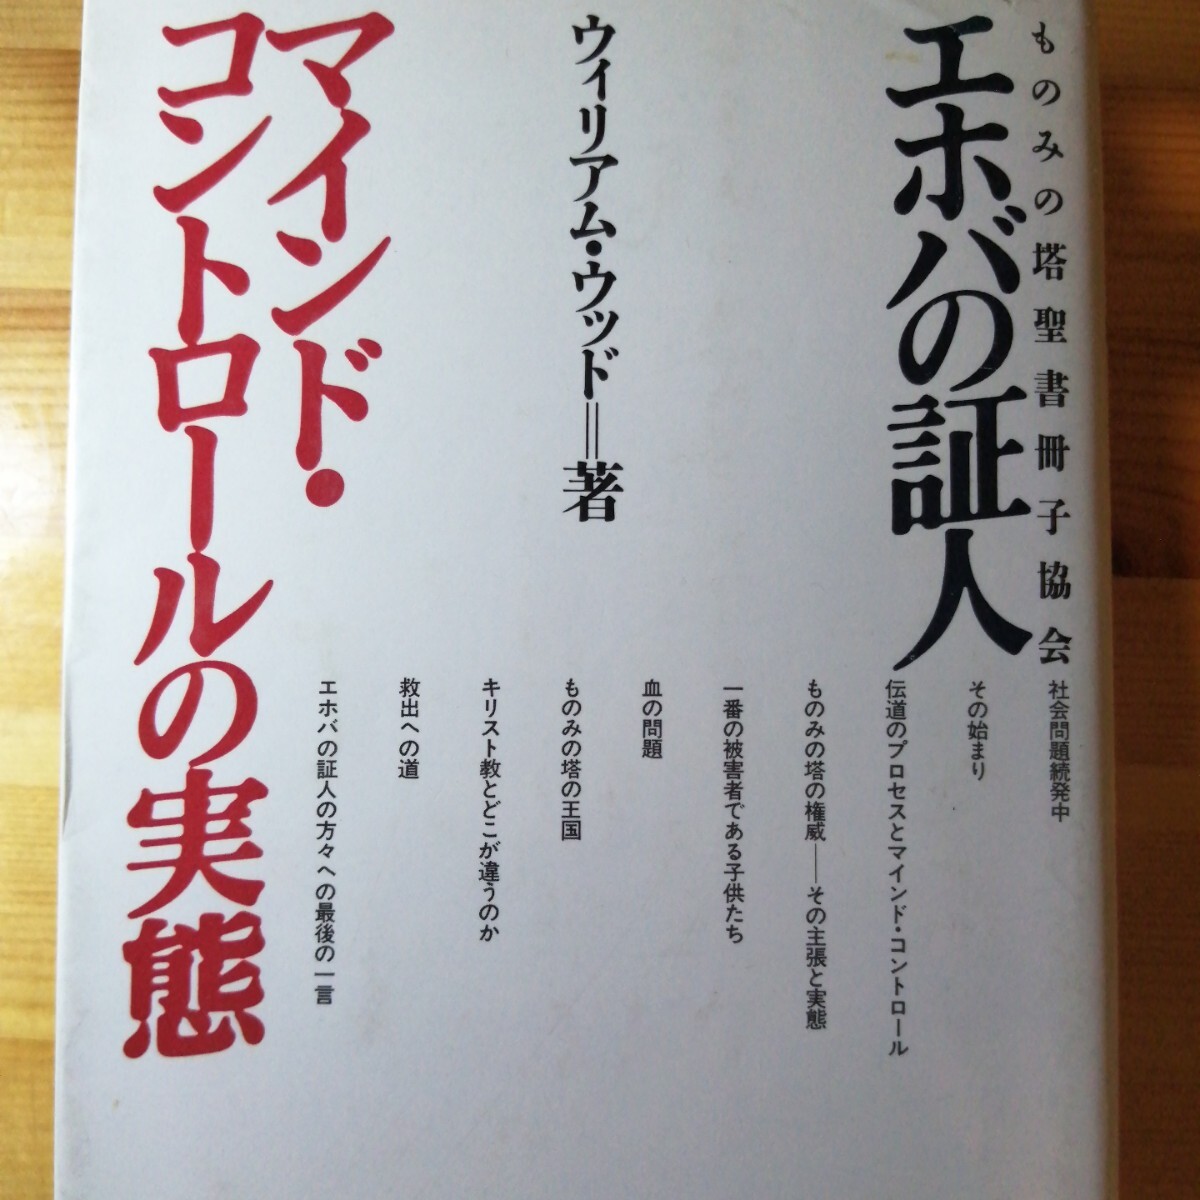 ものみの塔聖書冊子協会
エホバの証人
ウィリアム・ウッド＝著
マインド・
コントロールの実態
社会問題続発中
その始まり
伝道のプロセスとマインド・コントロール
ものみの塔の権威――その主張と実態
一番の被害者である子供たち
血の問題
ものみの塔の王国
キリスト教とどこが違うのか
救出への道
エホバの証人の方々への最後の一言